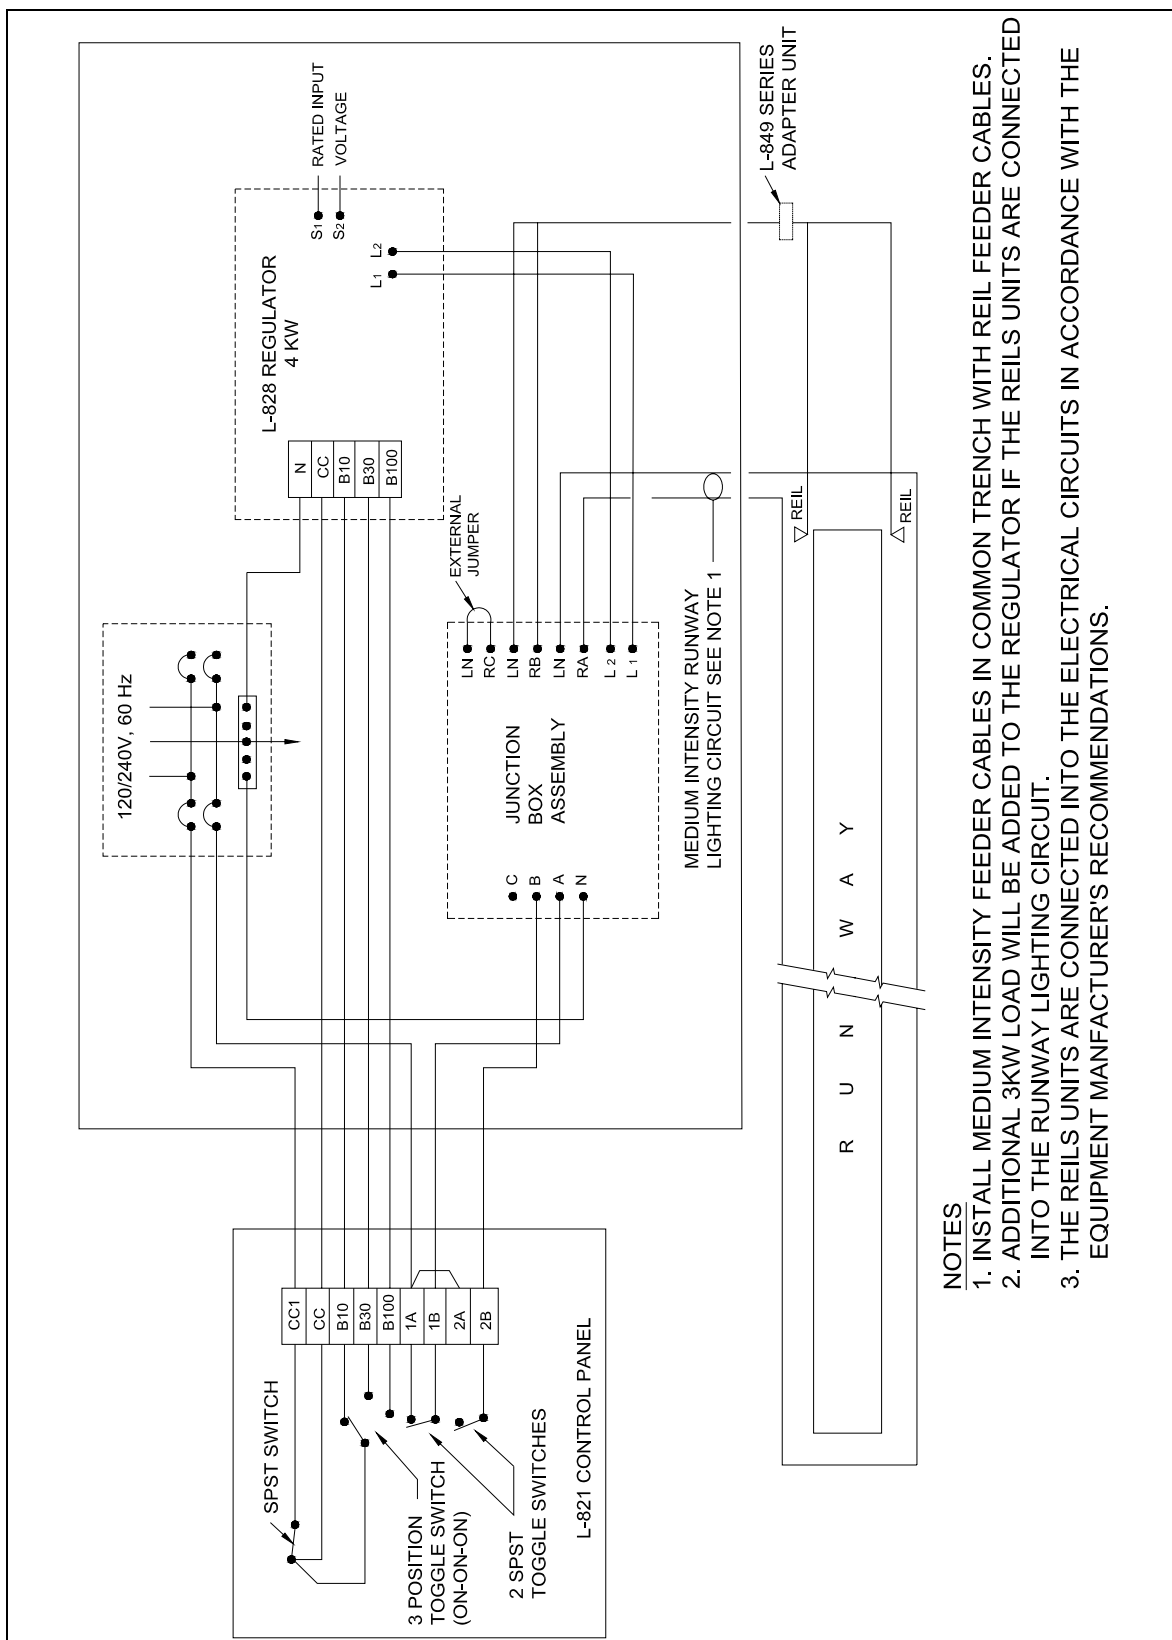 120/240V, 60 Hz
L-828 REGULATOR
4 KW
S1
S2
RATED INPUT
VOLTAGE
L1
L2
N
CC
B10
B30
B100
EXTERNAL
JUMPER
LN
RC
LN
RB
LN
RA
L 2
L 1
JUNCTION
BOX
ASSEMBLY
C
B
A
N
MEDIUM INTENSITY RUNWAY
LIGHTING CIRCUIT SEE NOTE 1
L-849 SERIES
ADAPTER UNIT
REIL
REIL
RUNWAY
SPST SWITCH
CC1
CC
B10
B30
B100
1A
1B
2A
2B
3 POSITION
TOGGLE SWITCH
(ON-ON-ON)
2 SPST
TOGGLE SWITCHES
L-821 CONTROL PANEL
NOTES
1. INSTALL MEDIUM INTENSITY FEEDER CABLES IN COMMON TRENCH WITH REIL FEEDER CABLES.
2. ADDITIONAL 3KW LOAD WILL BE ADDED TO THE REGULATOR IF THE REILS UNITS ARE CONNECTED
INTO THE RUNWAY LIGHTING CIRCUIT.
3. THE REILS UNITS ARE CONNECTED INTO THE ELECTRICAL CIRCUITS IN ACCORDANCE WITH THE
EQUIPMENT MANFACTURER'S RECOMMENDATIONS.